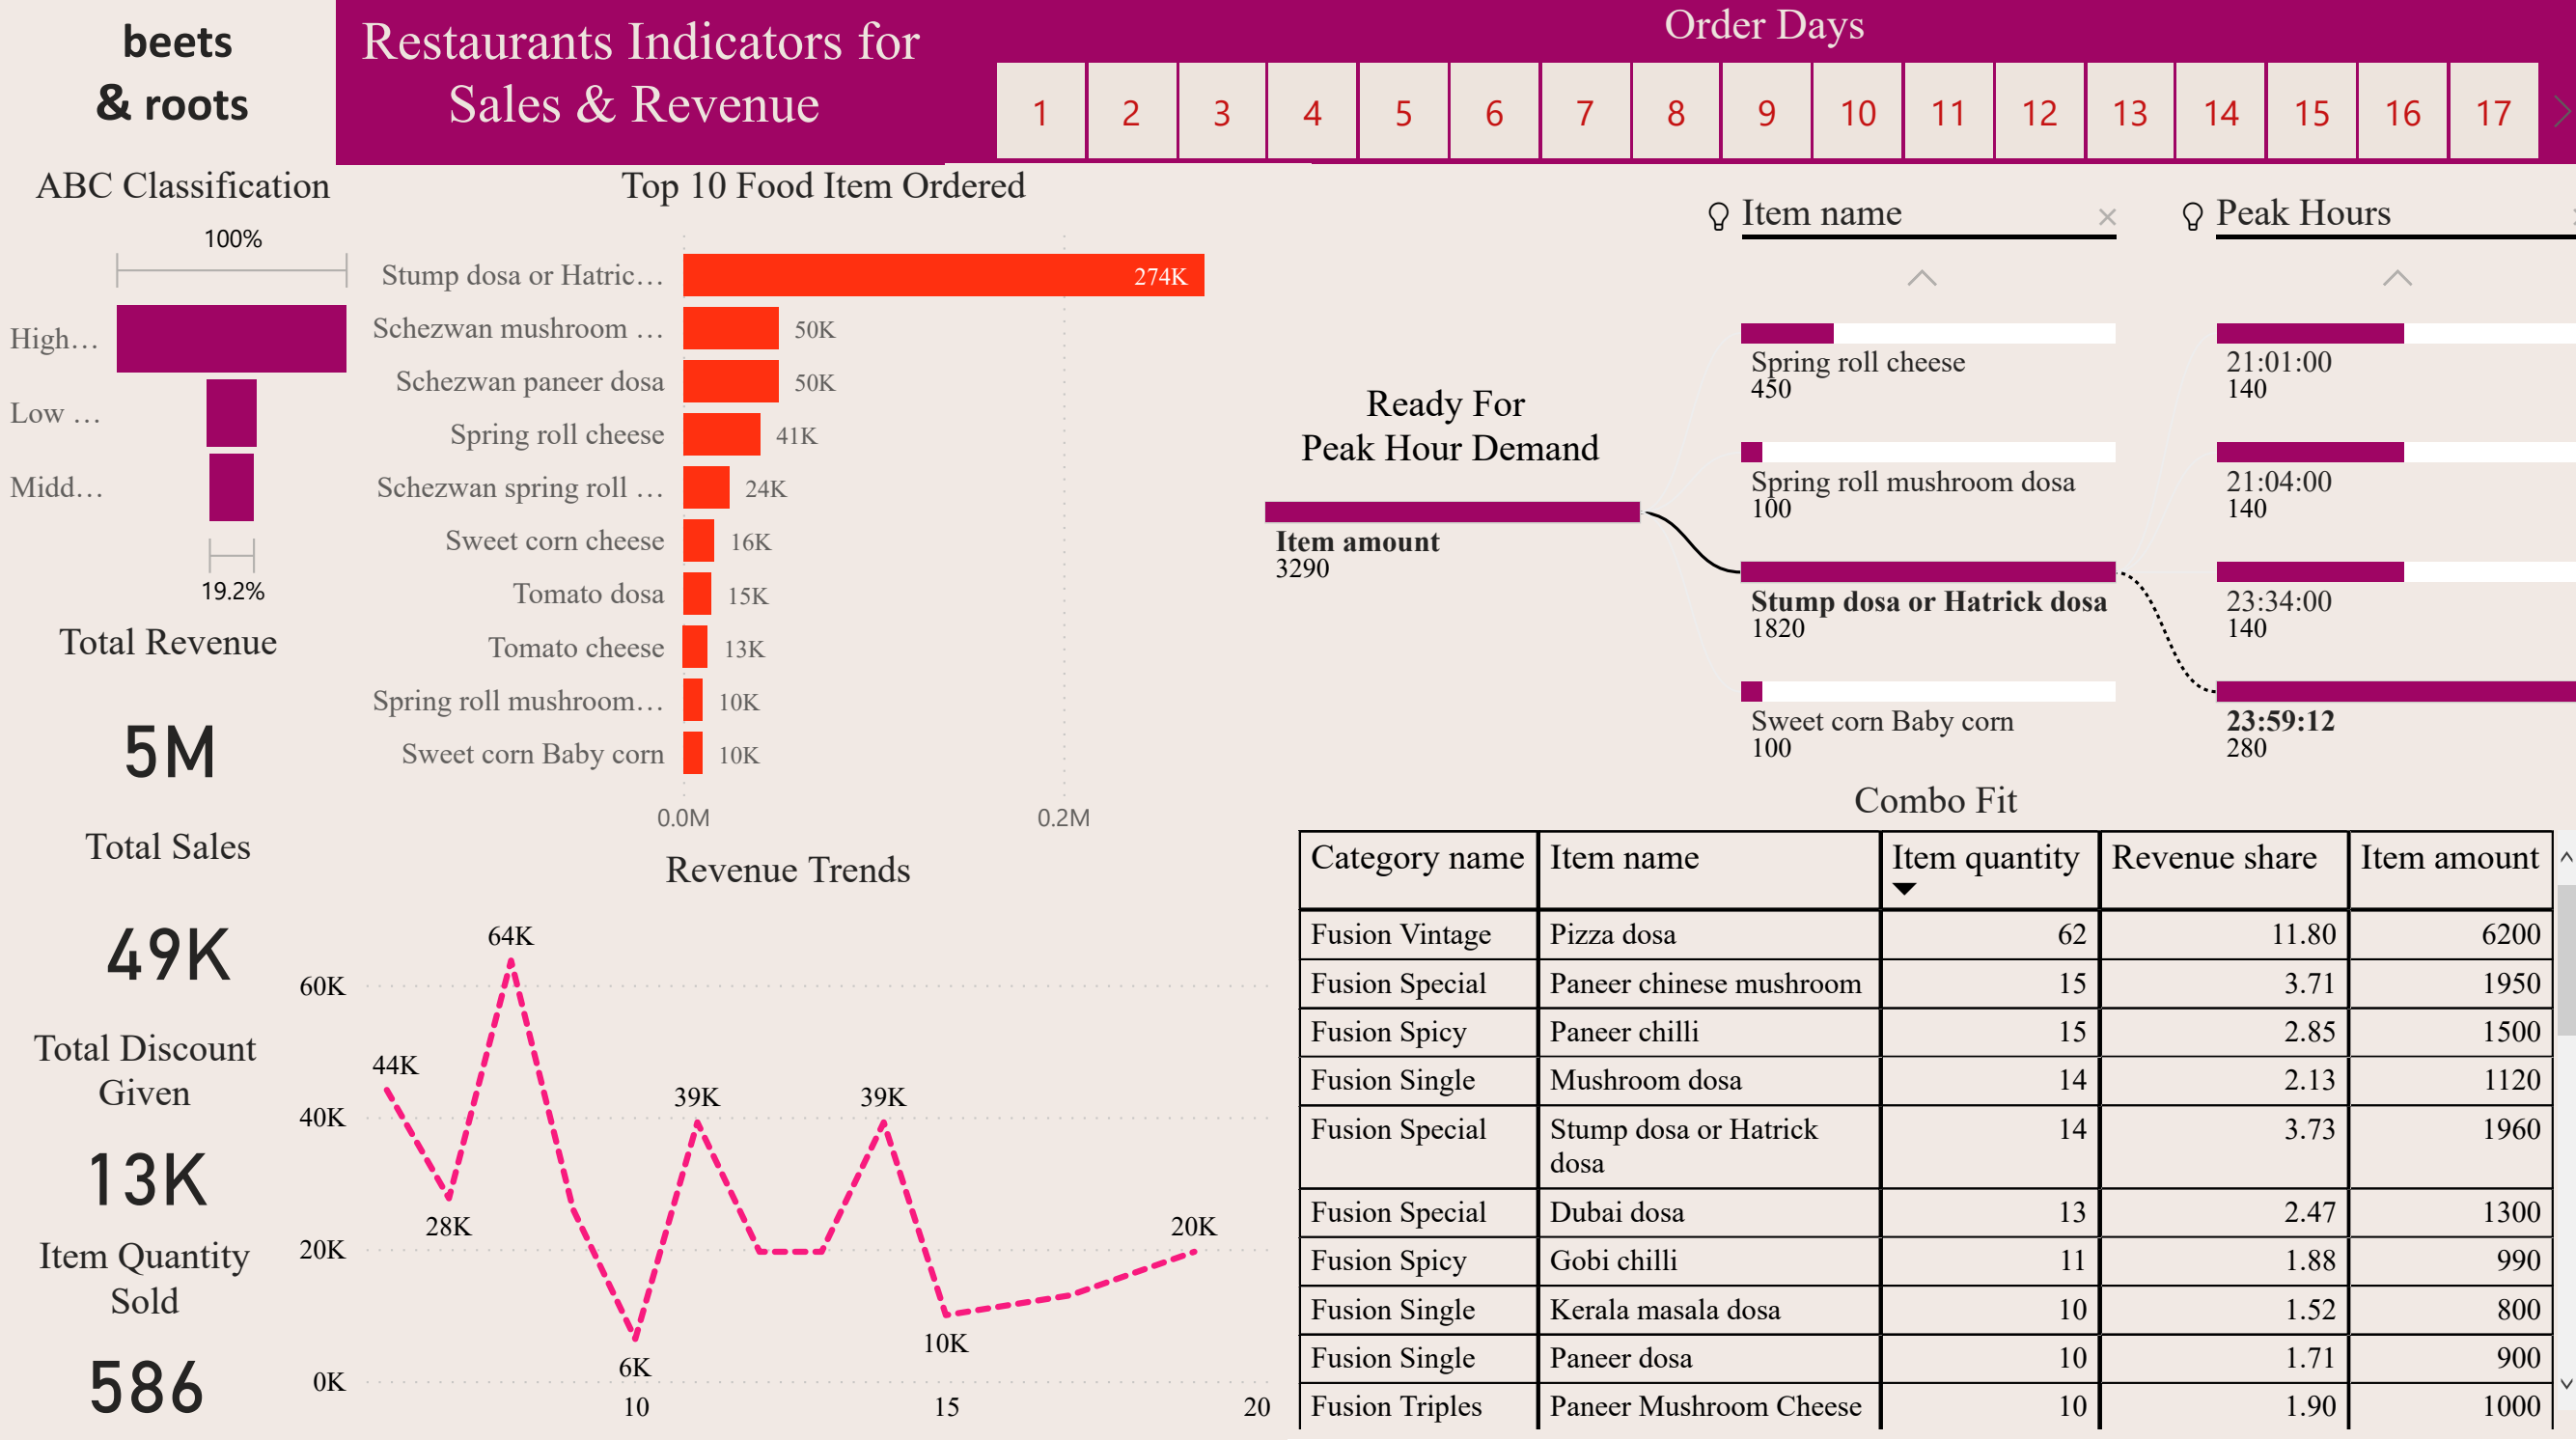 beets
& roots
Restaurants Indicators for
Sales & Revenue
Order Days
1 2 3 4 5 6 7 8 9 10 11 12 13 14 15 16 17
ABC Classification
100%
High…
Low …
Midd…
19.2%
Total Revenue
5M
Total Sales
49K
Total Discount
Given
13K
Item Quantity
Sold
586
Top 10 Food Item Ordered
Stump dosa or Hatric… 274K
Schezwan mushroom … 50K
Schezwan paneer dosa 50K
Spring roll cheese 41K
Schezwan spring roll … 24K
Sweet corn cheese 16K
Tomato dosa 15K
Tomato cheese 13K
Spring roll mushroom… 10K
Sweet corn Baby corn 10K
0.0M 0.2M
Revenue Trends
64K
60K
44K
39K 39K
40K
28K
20K
20K
10K
6K
0K
10 15 20
Ready For
Peak Hour Demand
Item amount
3290
Item name
Spring roll cheese
450
Spring roll mushroom dosa
100
Stump dosa or Hatrick dosa
1820
Sweet corn Baby corn
100
Peak Hours
21:01:00
140
21:04:00
140
23:34:00
140
23:59:12
280
Combo Fit
Category name Item name Item quantity Revenue share Item amount
Fusion Vintage Pizza dosa 62 11.80 6200
Fusion Special Paneer chinese mushroom 15 3.71 1950
Fusion Spicy Paneer chilli 15 2.85 1500
Fusion Single Mushroom dosa 14 2.13 1120
Fusion Special Stump dosa or Hatrick 14 3.73 1960
dosa
Fusion Special Dubai dosa 13 2.47 1300
Fusion Spicy Gobi chilli 11 1.88 990
Fusion Single Kerala masala dosa 10 1.52 800
Fusion Single Paneer dosa 10 1.71 900
Fusion Triples Paneer Mushroom Cheese 10 1.90 1000